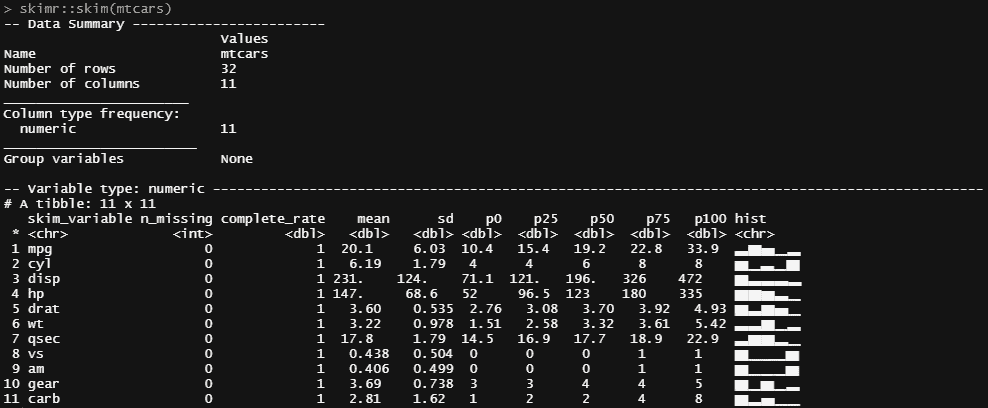 > skimr::skim(mtcars)
-- Data Summary ------------------------
                           Values
Name                       mtcars
Number of rows             32
Number of columns          11
_______________________
Column type frequency:
  numeric                  11
________________________
Group variables            None

-- Variable type: numeric ------------------------------------------------------------------------------------------------
# A tibble: 11 x 11
   skim_variable n_missing complete_rate    mean      sd    p0    p25    p50    p75   p100 hist
 * <chr>             <int>         <dbl>   <dbl>   <dbl> <dbl>  <dbl>  <dbl>  <dbl>  <dbl> <chr>
 1 mpg                   0             1  20.1     6.03  10.4   15.4   19.2   22.8   33.9  ▃▇▅▁▂
 2 cyl                   0             1   6.19    1.79   4      4      6      8      8    ▆▁▃▁▇
 3 disp                  0             1 231.    124.    71.1  121.   196.   326    472    ▇▃▃▃▂
 4 hp                    0             1 147.     68.6   52     96.5  123    180    335    ▇▇▆▃▁
 5 drat                  0             1   3.60    0.535  2.76   3.08   3.70   3.92   4.93 ▇▃▇▅▁
 6 wt                    0             1   3.22    0.978  1.51   2.58   3.32   3.61   5.42 ▃▃▇▁▂
 7 qsec                  0             1  17.8     1.79  14.5   16.9   17.7   18.9   22.9  ▃▇▇▂▁
 8 vs                    0             1   0.438   0.504  0      0      0      1      1    ▇▁▁▁▆
 9 am                    0             1   0.406   0.499  0      0      0      1      1    ▇▁▁▁▆
10 gear                  0             1   3.69    0.738  3      3      4      4      5    ▇▁▆▁▂
11 carb                  0             1   2.81    1.62   1      2      2      4      8    ▇▂▅▁▁